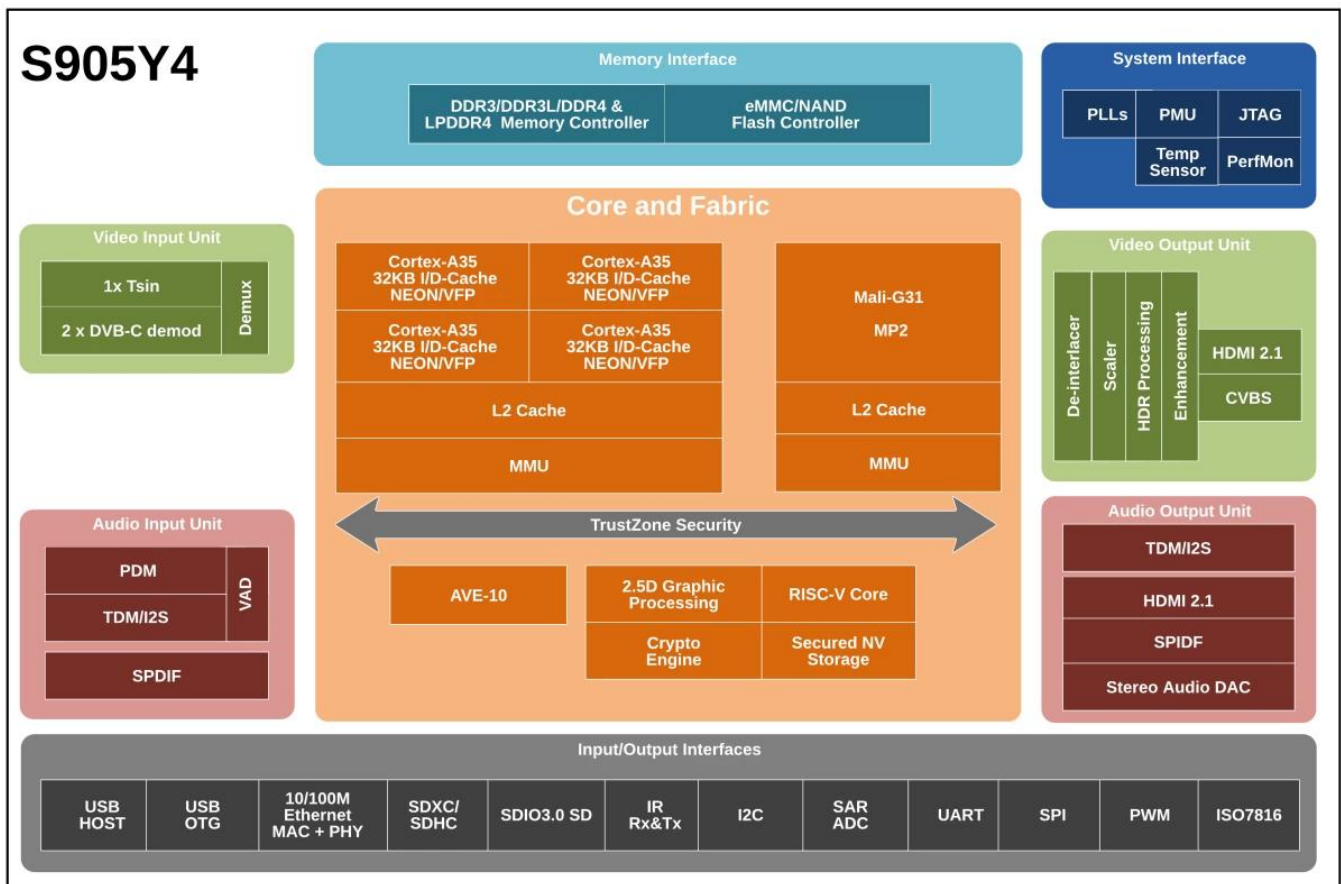 S905Y4
Memory Interface
DDR3/DDR3L/DDR4 &
LPDDR4 Memory Controller
eMMC/NAND
Flash Controller
System Interface
PLLs
PMU
JTAG
Temp
Sensor
PerfMon
Video Input Unit
1x Tsin
2 x DVB-C demod
Demux
Core and Fabric
Cortex-A35
32KB I/D-Cache
NEON/VFP
Cortex-A35
32KB I/D-Cache
NEON/VFP
Cortex-A35
32KB I/D-Cache
NEON/VFP
Cortex-A35
32KB I/D-Cache
NEON/VFP
L2 Cache
MMU
Mali-G31
MP2
L2 Cache
MMU
TrustZone Security
AVE-10
2.5D Graphic
Processing
RISC-V Core
Crypto
Engine
Secured NV
Storage
Video Output Unit
De-interlacer
Scaler
HDR Processing
Enhancement
HDMI 2.1
CVBS
Audio Input Unit
PDM
TDM/I2S
VAD
SPDIF
Audio Output Unit
TDM/I2S
HDMI 2.1
SPIDF
Stereo Audio DAC
Input/Output Interfaces
USB
HOST
USB
OTG
10/100M
Ethernet
MAC + PHY
SDXC/
SDHC
SDIO3.0 SD
IR
Rx&Tx
I2C
SAR
ADC
UART
SPI
PWM
ISO7816